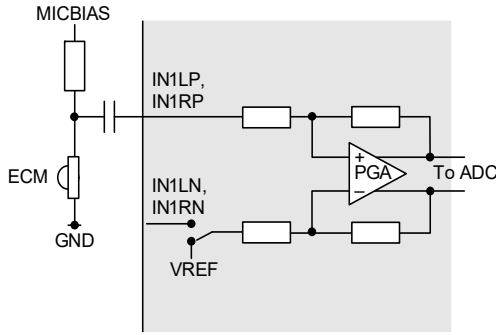 MICBIAS
IN1LP,
IN1RP
+
PGA
To ADC
−
ECM
IN1LN,
IN1RN
GND
VREF